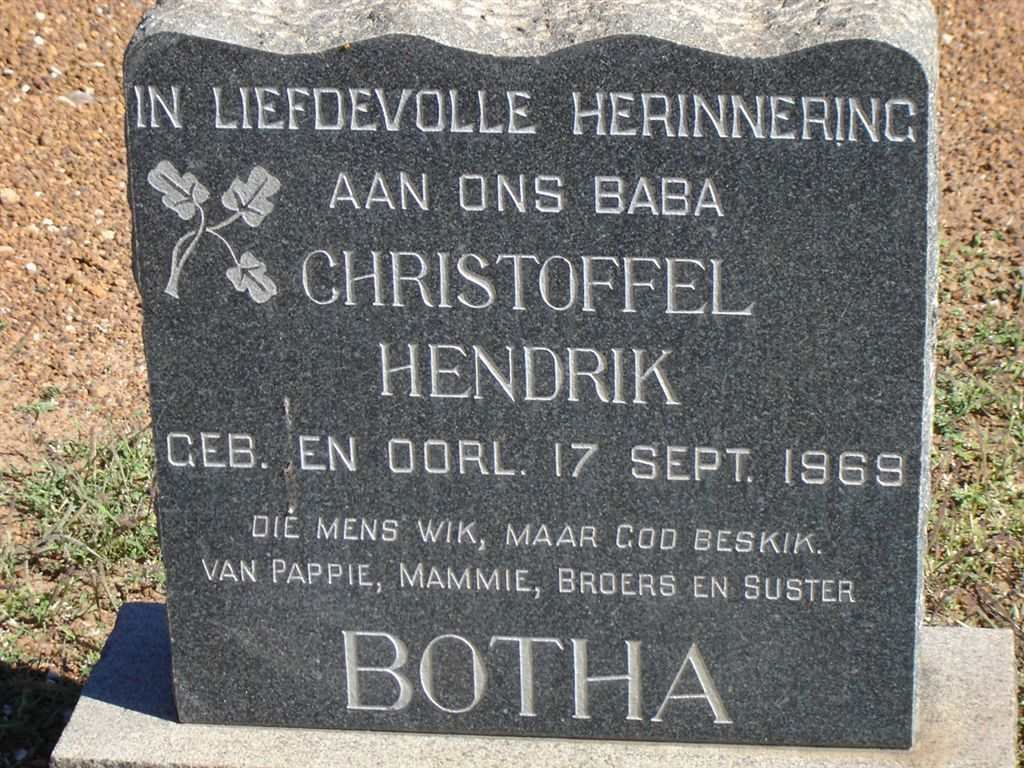 IN LIEFDEVOLLE HERINNERING
AAN ONS BABA
CHRISTOFFEL
HENDRIK
GEB. EN OORL. 17 SEPT. 1969
DIE MENS WIK, MAAR GOD BESKIK.
VAN PAPPIE, MAMMIE, BROERS EN SUSTER
BOTHA